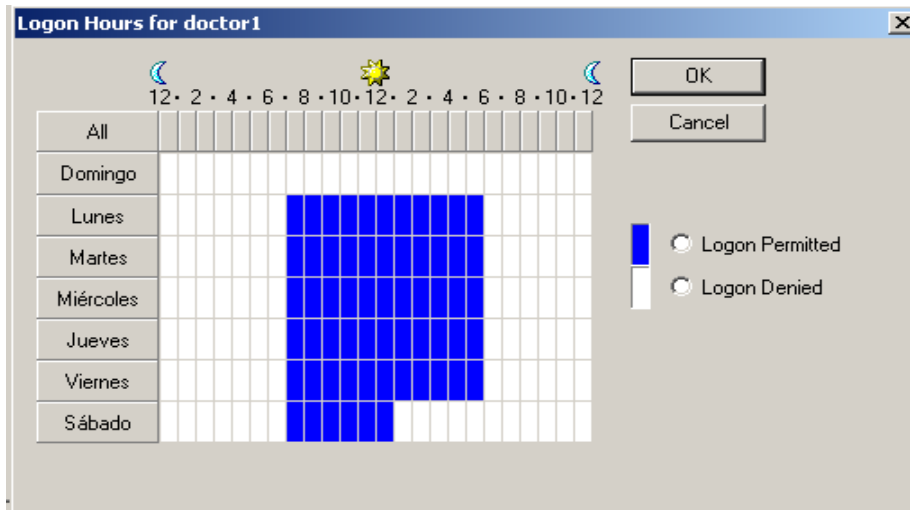 Logon Hours for doctor1
OK
12 · 2 · 4 · 6 · 8 · 10 · 12 · 2 · 4 · 6 · 8 · 10 · 12
Cancel
All
Domingo
Lunes
Logon Permitted
Martes
Logon Denied
Miércoles
Jueves
Viernes
Sábado